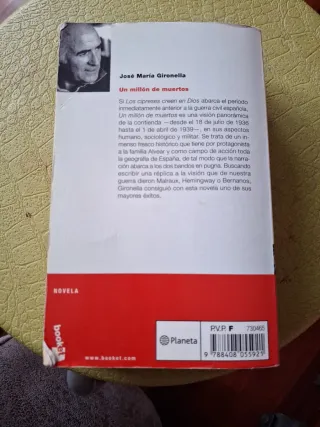 José María Gironella
Un millón de muertos
Si Los cipreses creen en Dios abarca el período
inmediatamente anterior a la guerra civil española,
Un millón de muertos es una visión panorámica
de la contienda —desde el 18 de julio de 1936
hasta el 1 de abril de 1939—, en sus aspectos
humano, sociológico y militar. Se trata de un in-
menso fresco histórico que tiene por protagonista
a la familia Alvear y como campo de acción toda
la geografía de España, de tal modo que la narra-
ción abarca a los dos bandos en pugna. Buscando
escribir una réplica a la visión que de nuestra
guerra dieron Malraux, Hemingway o Bernanos,
Gironella consiguió con esta novela uno de sus
mayores éxitos.
NOVELA
booket
www.booket.com
Planeta
P.V.P. F 730465
9 788408 055921